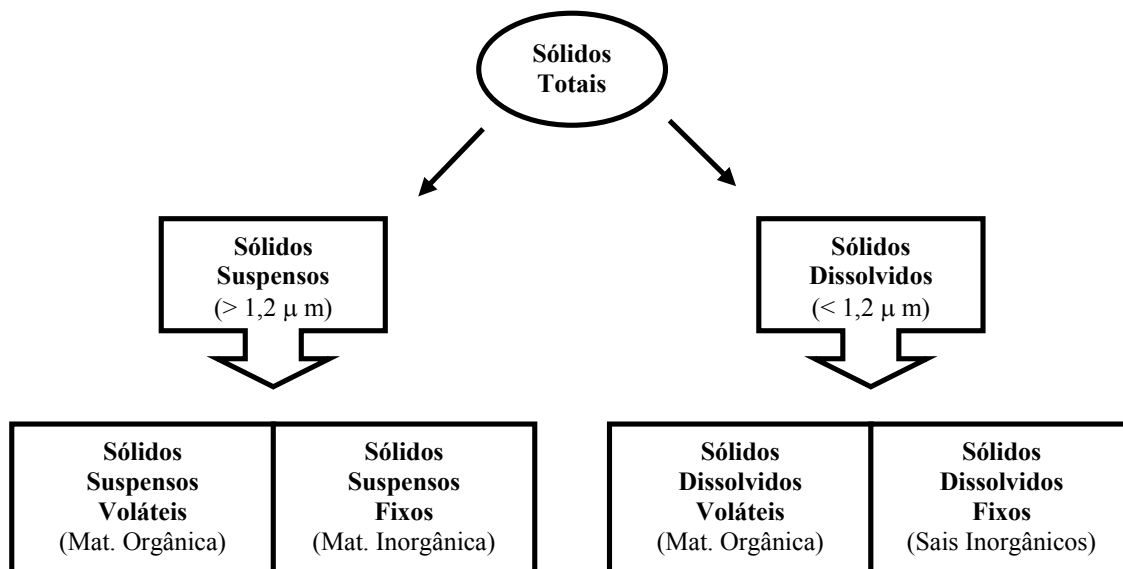 Sólidos
Totais
Sólidos
Suspensos
(> 1,2 μ m)
Sólidos
Dissolvidos
(< 1,2 μ m)
Sólidos
Suspensos
Voláteis
(Mat. Orgânica)
Sólidos
Suspensos
Fixos
(Mat. Inorgânica)
Sólidos
Dissolvidos
Voláteis
(Mat. Orgânica)
Sólidos
Dissolvidos
Fixos
(Sais Inorgânicos)